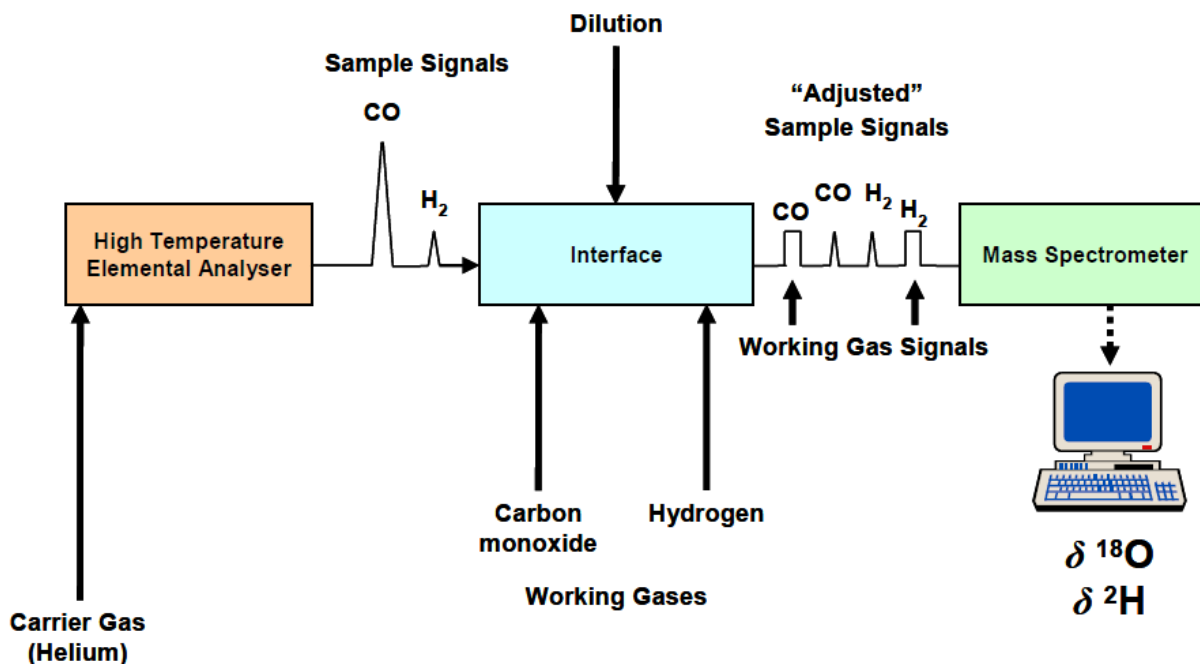 Dilution
Sample Signals
CO
H2
“Adjusted”
Sample Signals
CO
CO
H2
H2
High Temperature
Elemental Analyser
Interface
Mass Spectrometer
Working Gas Signals
Carbon
monoxide
Hydrogen
Working Gases
Carrier Gas
(Helium)
δ 18O
δ 2H